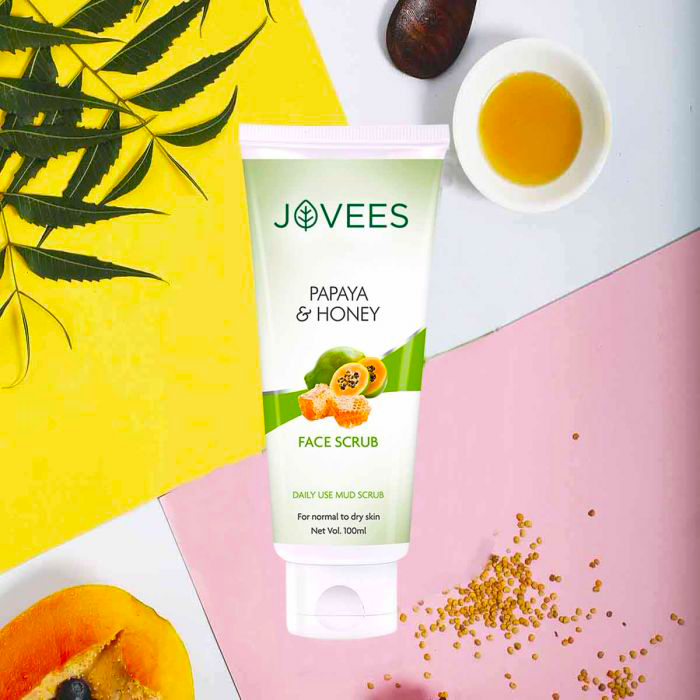 JOVEES
PAPAYA
& HONEY
FACE SCRUB
DAILY USE MUD SCRUB
For normal to dry skin
Net Vol. 100ml